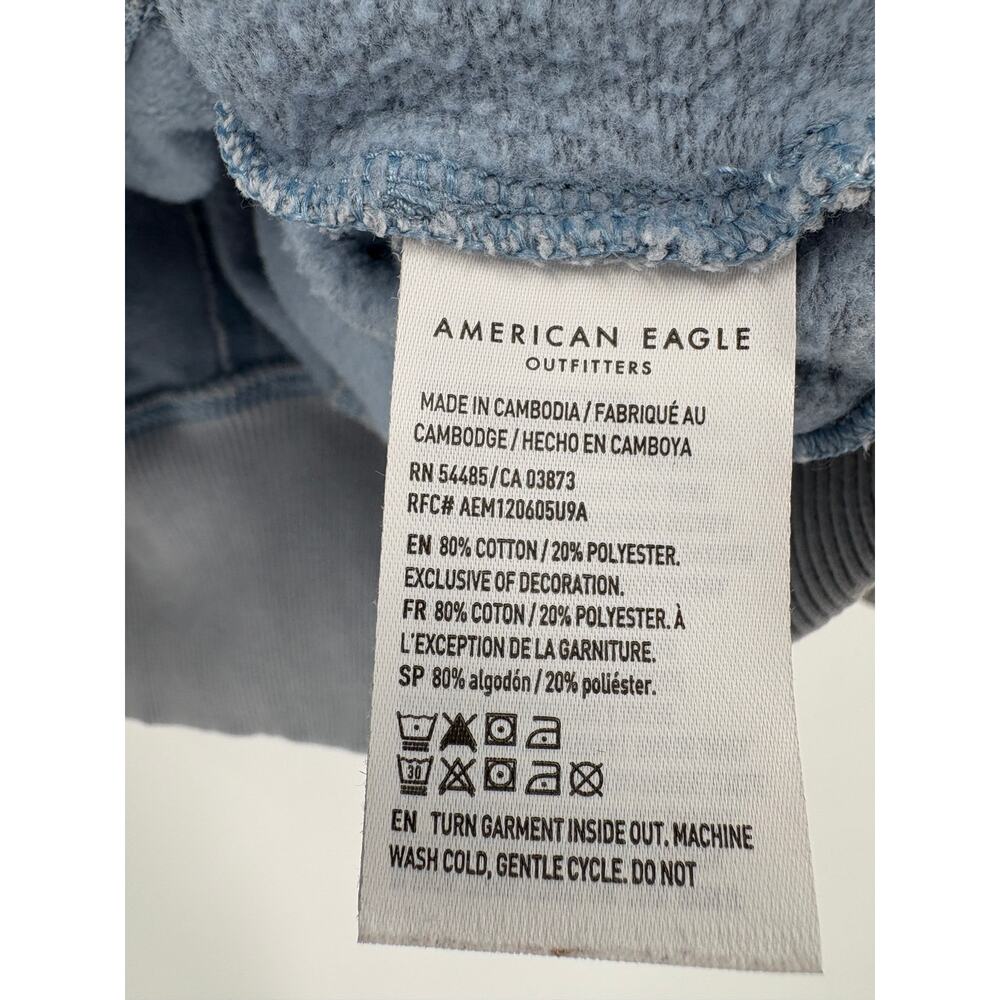 AMERICAN EAGLE
OUTFITTERS
MADE IN CAMBODIA / FABRIQUÉ AU
CAMBODGE / HECHO EN CAMBOYA
RN 54485/CA 03873
RFC# AEM120605U9A
EN 80% COTTON / 20% POLYESTER.
EXCLUSIVE OF DECORATION.
FR 80% COTON / 20% POLYESTER. À
L'EXCEPTION DE LA GARNITURE.
SP 80% algodón / 20% poliéster.
30
EN TURN GARMENT INSIDE OUT. MACHINE
WASH COLD, GENTLE CYCLE. DO NOT